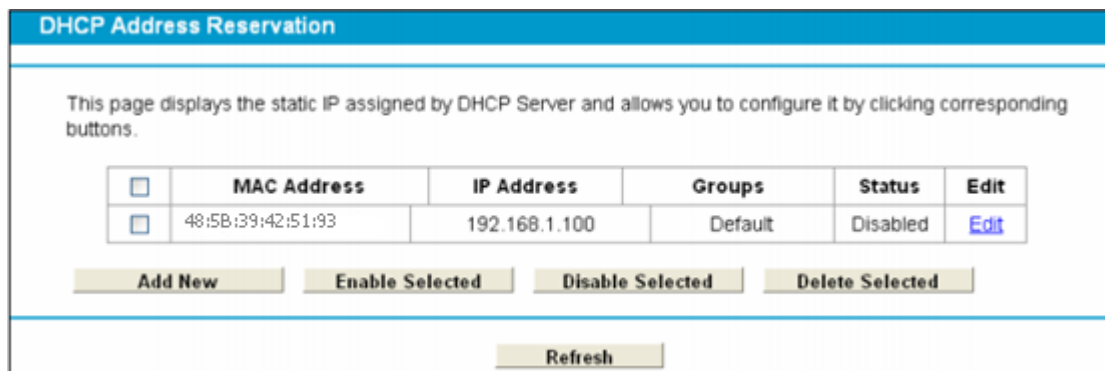 DHCP Address Reservation
This page displays the static IP assigned by DHCP Server and allows you to configure it by clicking corresponding
buttons.
MAC Address IP Address Groups Status Edit
48:5B:39:42:51:93 192.168.1.100 Default Disabled Edit
Add New Enable Selected Disable Selected Delete Selected
Refresh